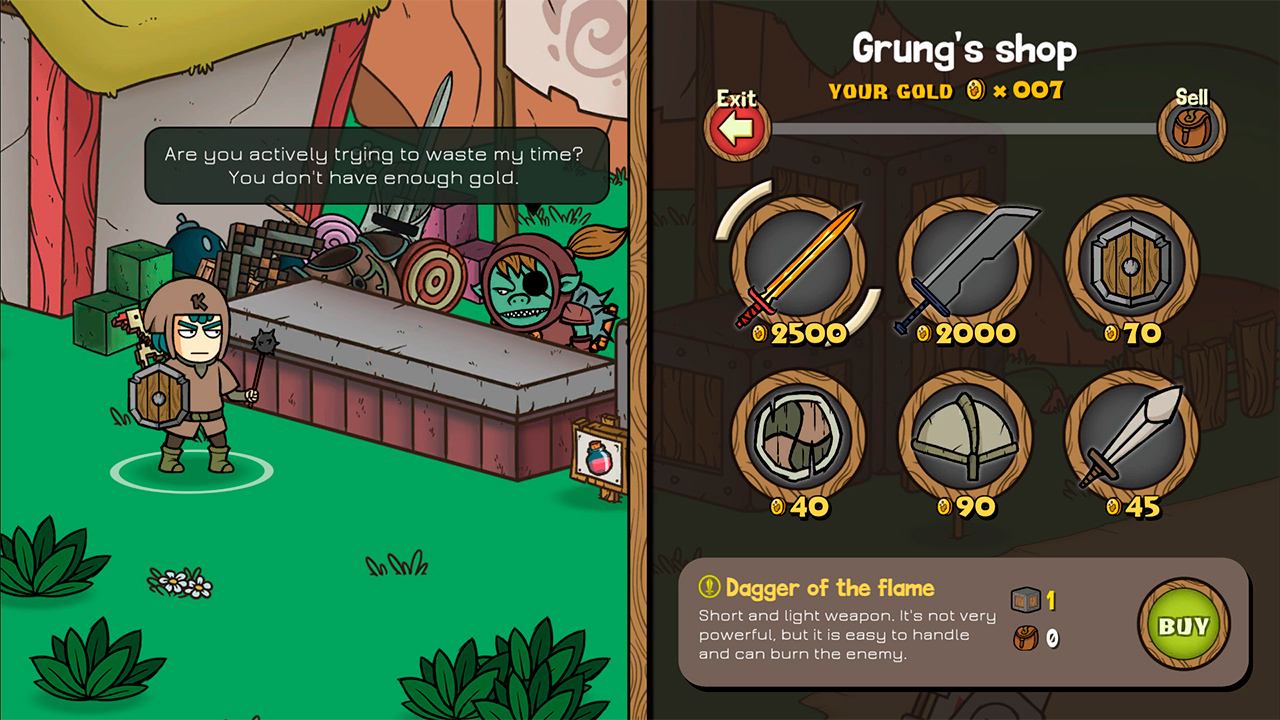 Are you actively trying to waste my time?
You don't have enough gold.
K
Grung's shop
YOUR GOLD × 007
Exit
Sell
2500
2000
70
40
90
45
Dagger of the flame
Short and light weapon. It's not very
powerful, but it is easy to handle
and can burn the enemy.
1
0
BUY